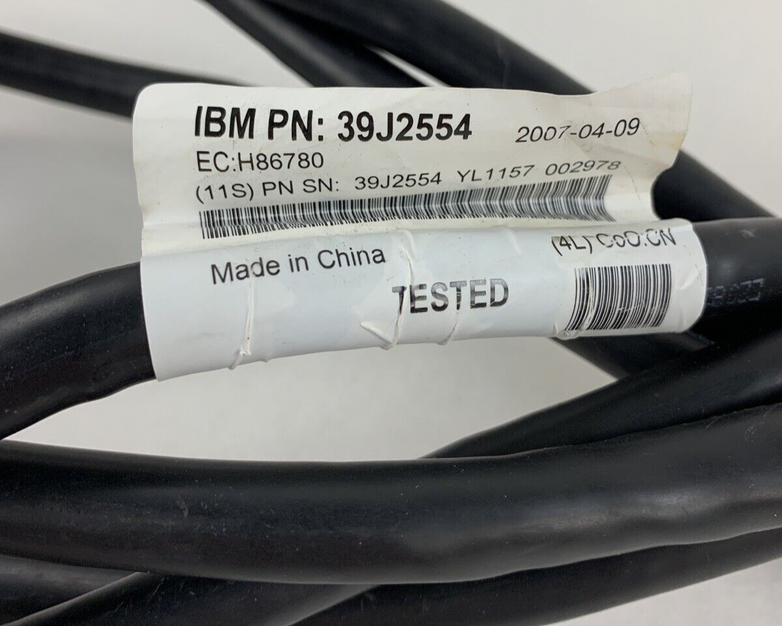 IBM PN: 39J2554 2007-04-09
EC:H86780
(11S) PN SN: 39J2554 YL1157 002978
(4L) CoO:CN
Made in China
TESTED